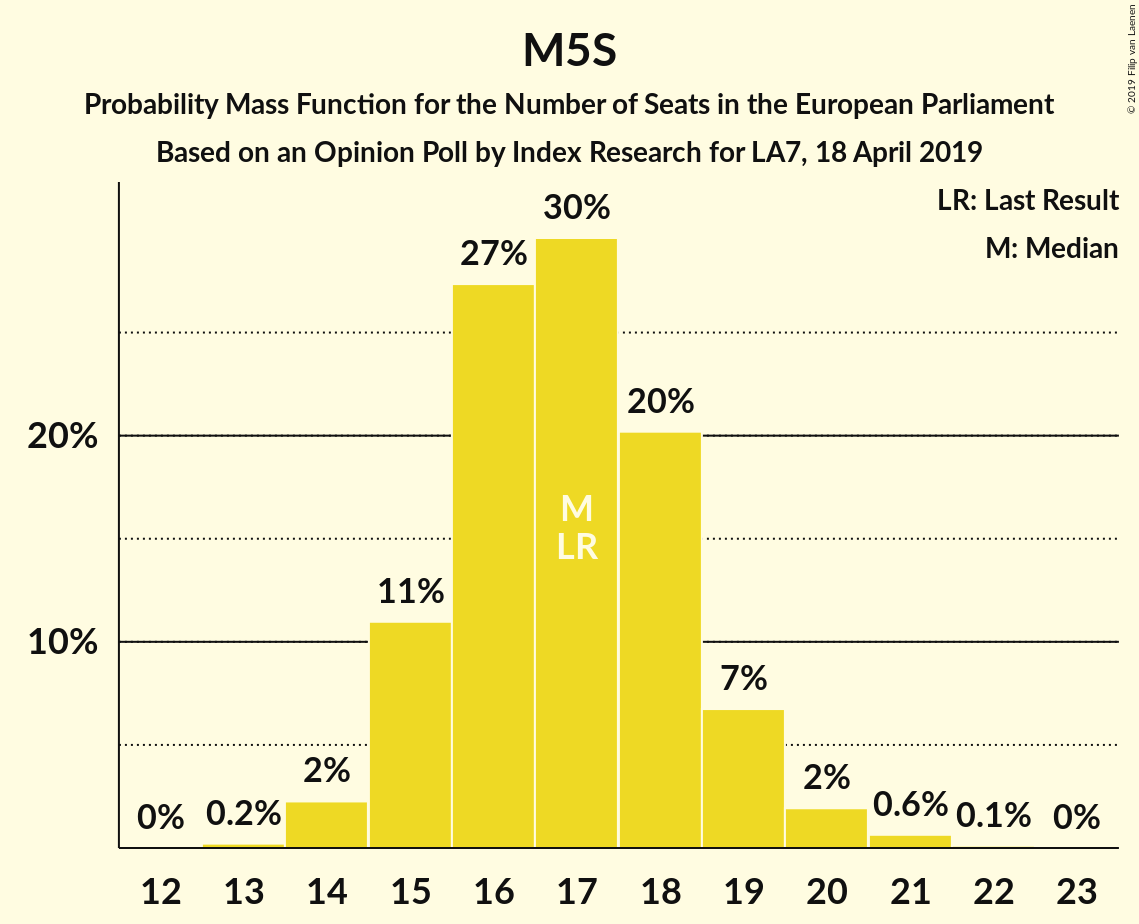 M5S
Probability Mass Function for the Number of Seats in the European Parliament
Based on an Opinion Poll by Index Research for LA7, 18 April 2019
© 2019 Filip van Laenen
LR: Last Result
M: Median
30%
27%
20%
20%
M
LR
11%
10%
7%
2%
2%
0%
0.2%
0.6%
0.1%
0%
12 13 14 15 16 17 18 19 20 21 22 23